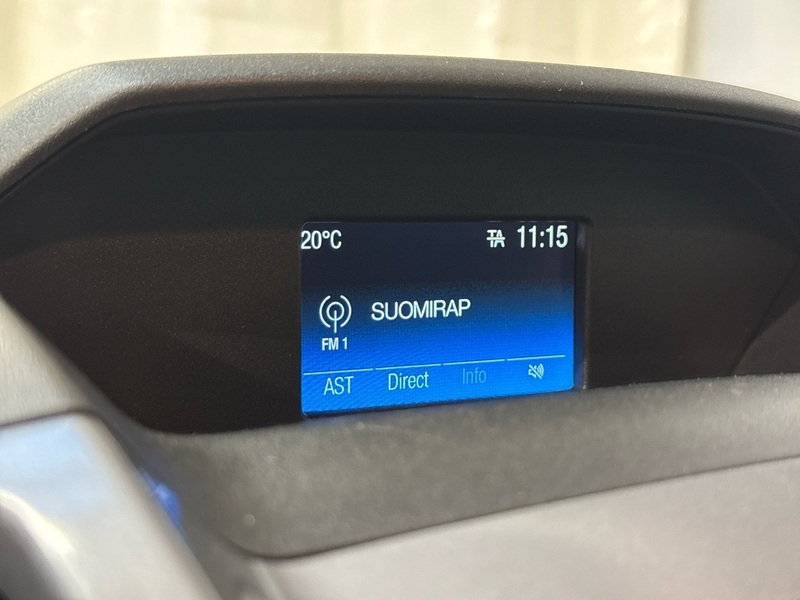 20°C TA 11:15
SUOMIRAP
FM 1
AST Direct Info